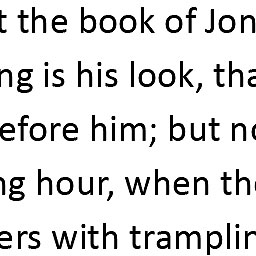 t the book of Jon
ng is his look, tha
efore him; but no
ng hour, when the
ers with tramplin